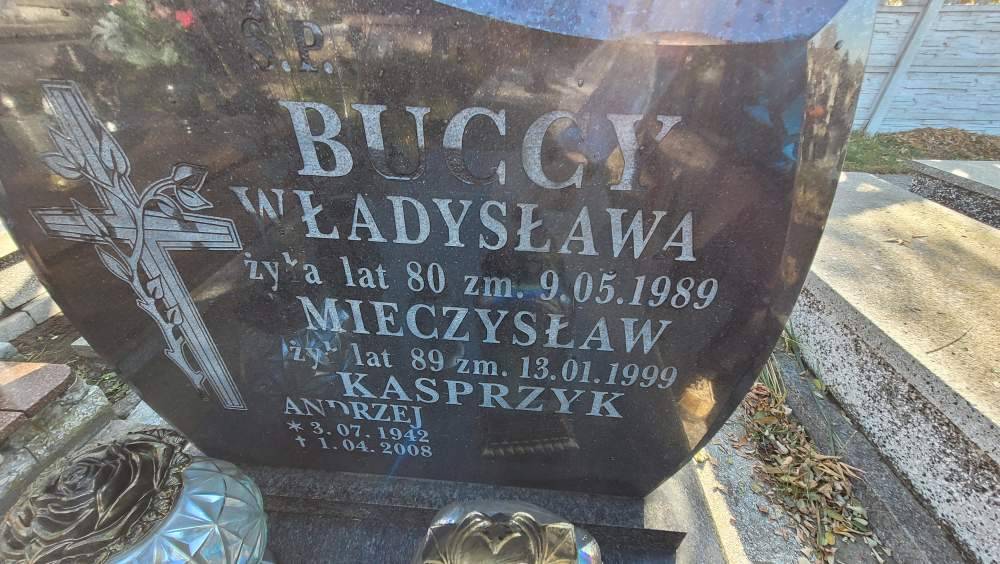 Ś.P.
BUCCY
WŁADYSŁAWA
żyła lat 80 zm. 9.05.1989
MIECZYSŁAW
żył lat 89 zm. 13.01.1999
KASPRZYK
ANDRZEJ
* 3.07.1942
† 1.04.2008